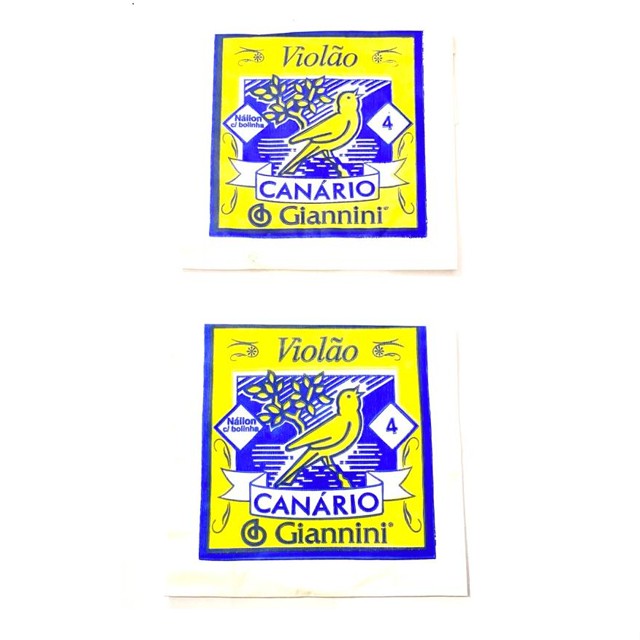 Violão
Náilon
c/ bolinha
4
CANÁRIO
Giannini
Violão
Náilon
c/ bolinha
4
CANÁRIO
Giannini®